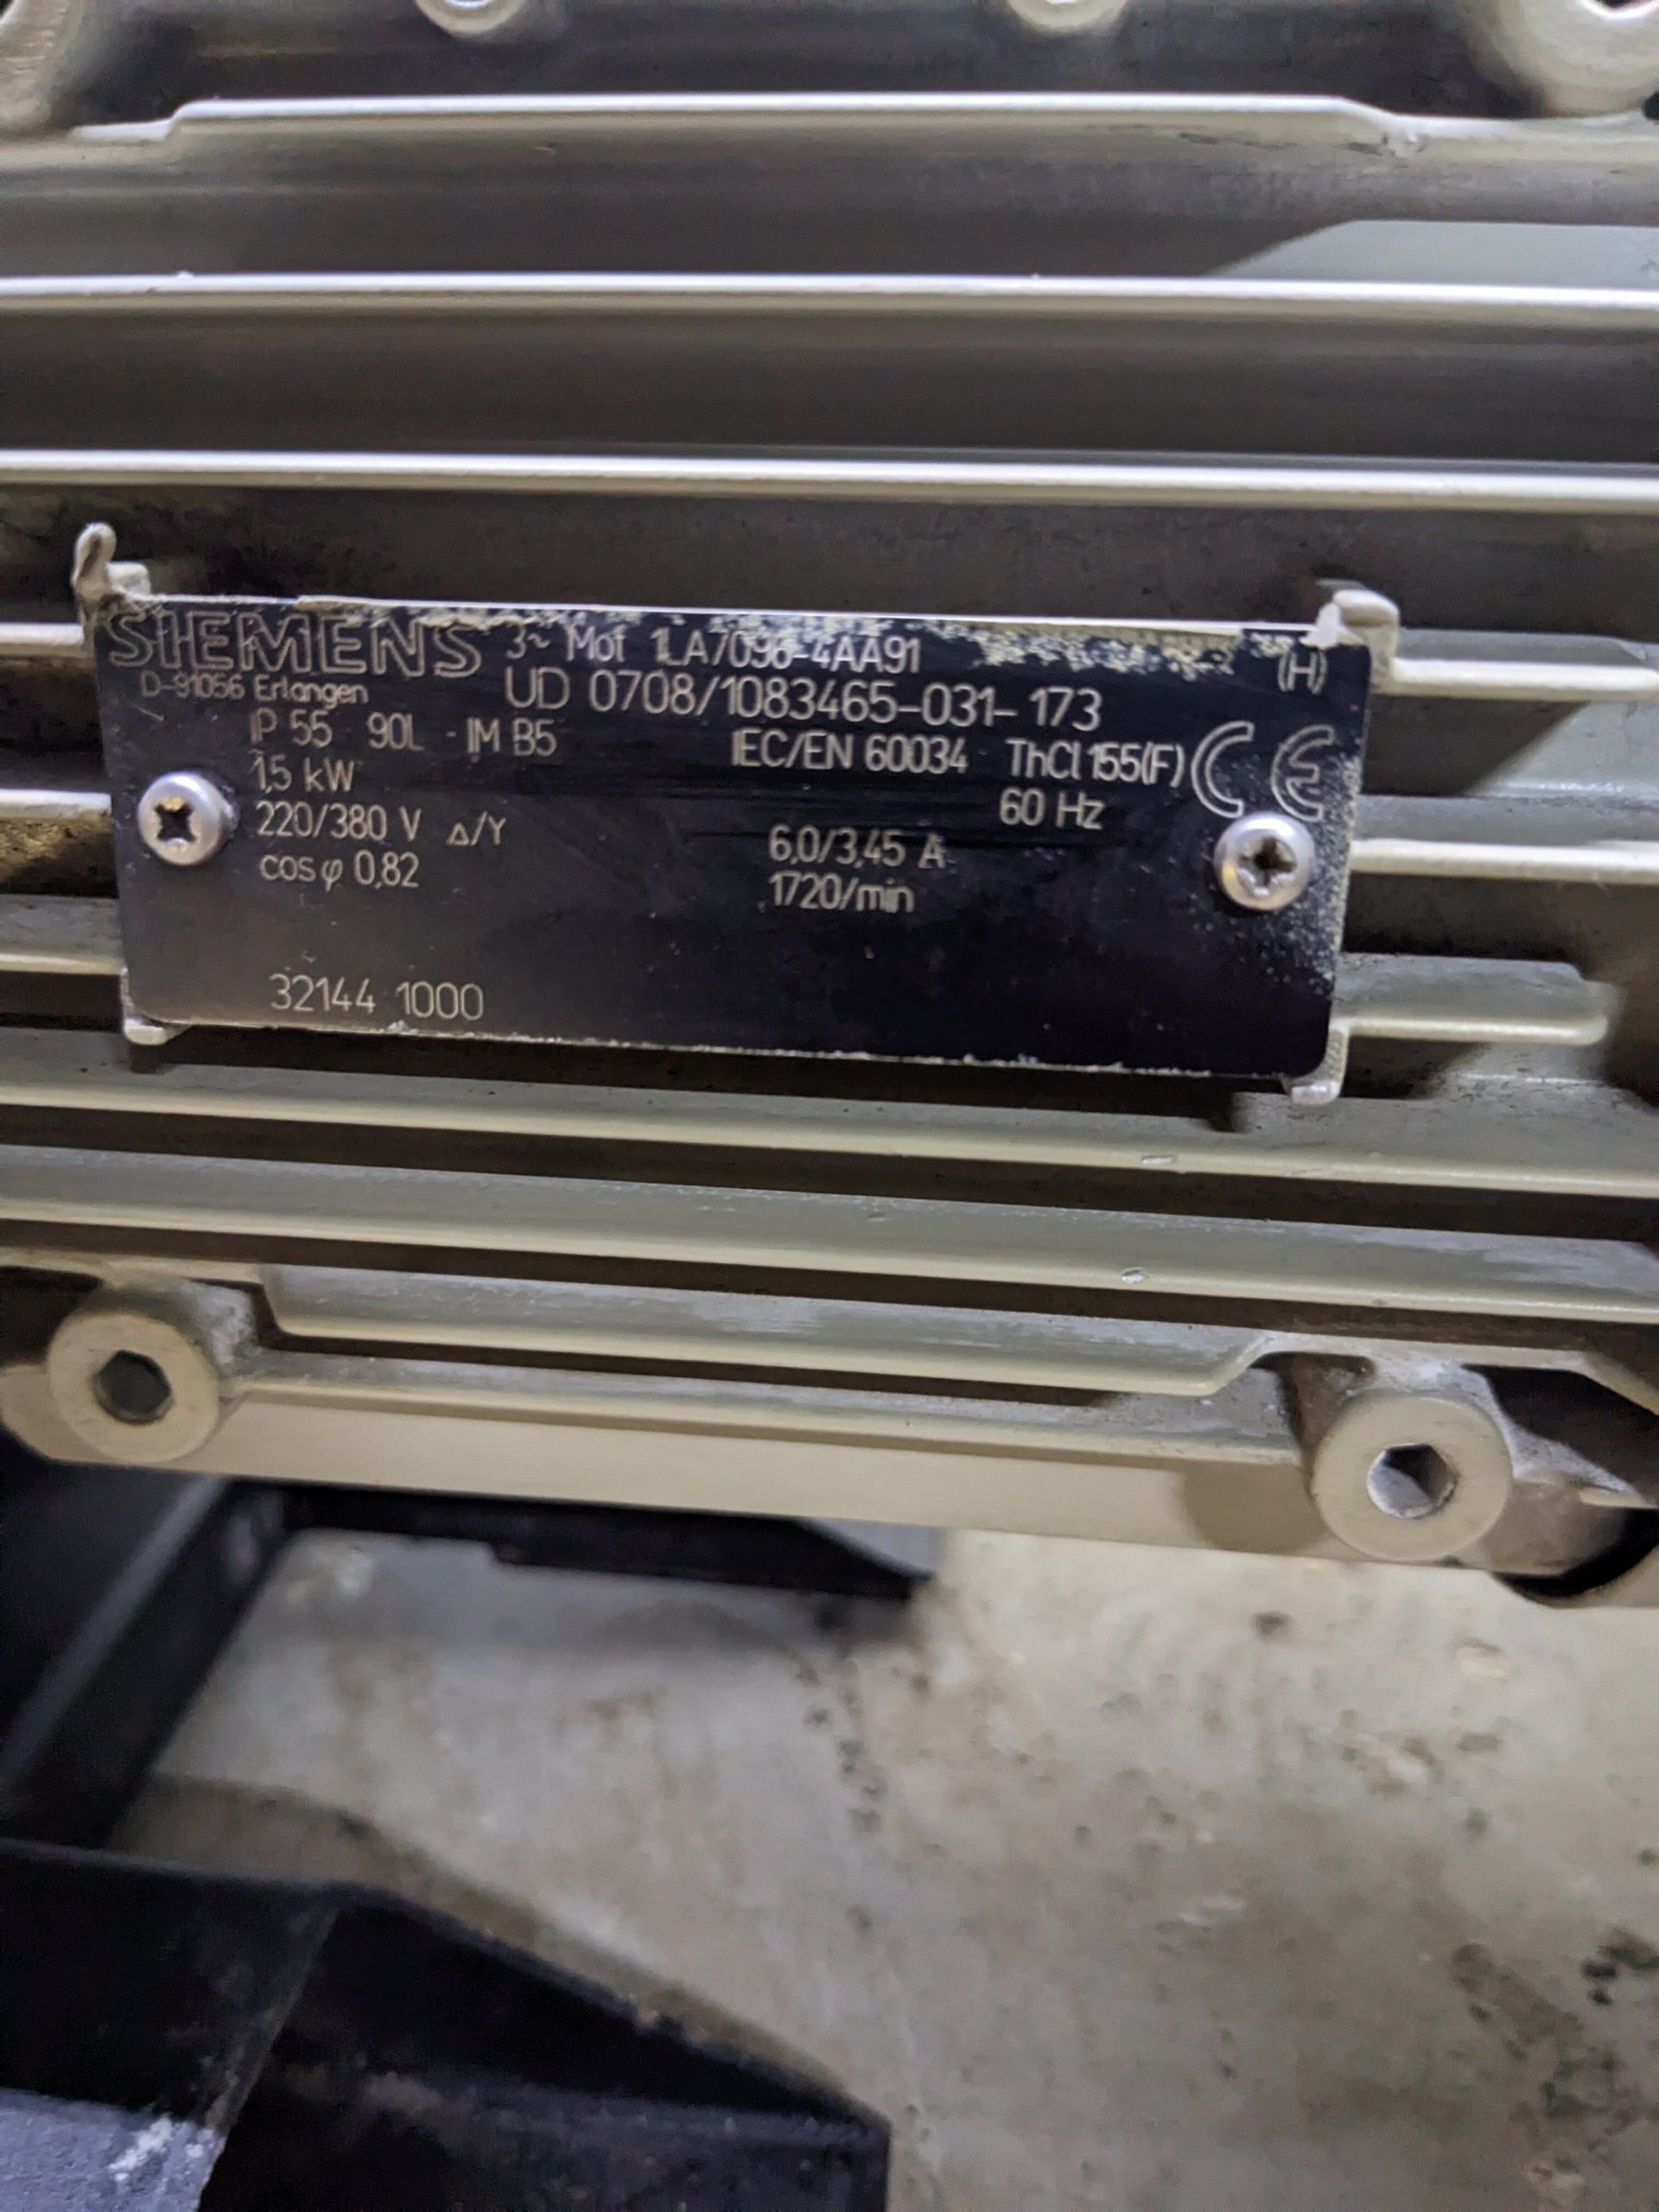 SIEMENS 3~ Mot 1LA7096-4AA91 (H)
D-91056 Erlangen UD 0708/1083465-031-173
IP 55 90L IM B5 IEC/EN 60034 ThCl 155(F) CE
1,5 kW 60 Hz
220/380 V Δ/Y 6,0/3,45 A
cos φ 0,82 1720/min
32144 1000